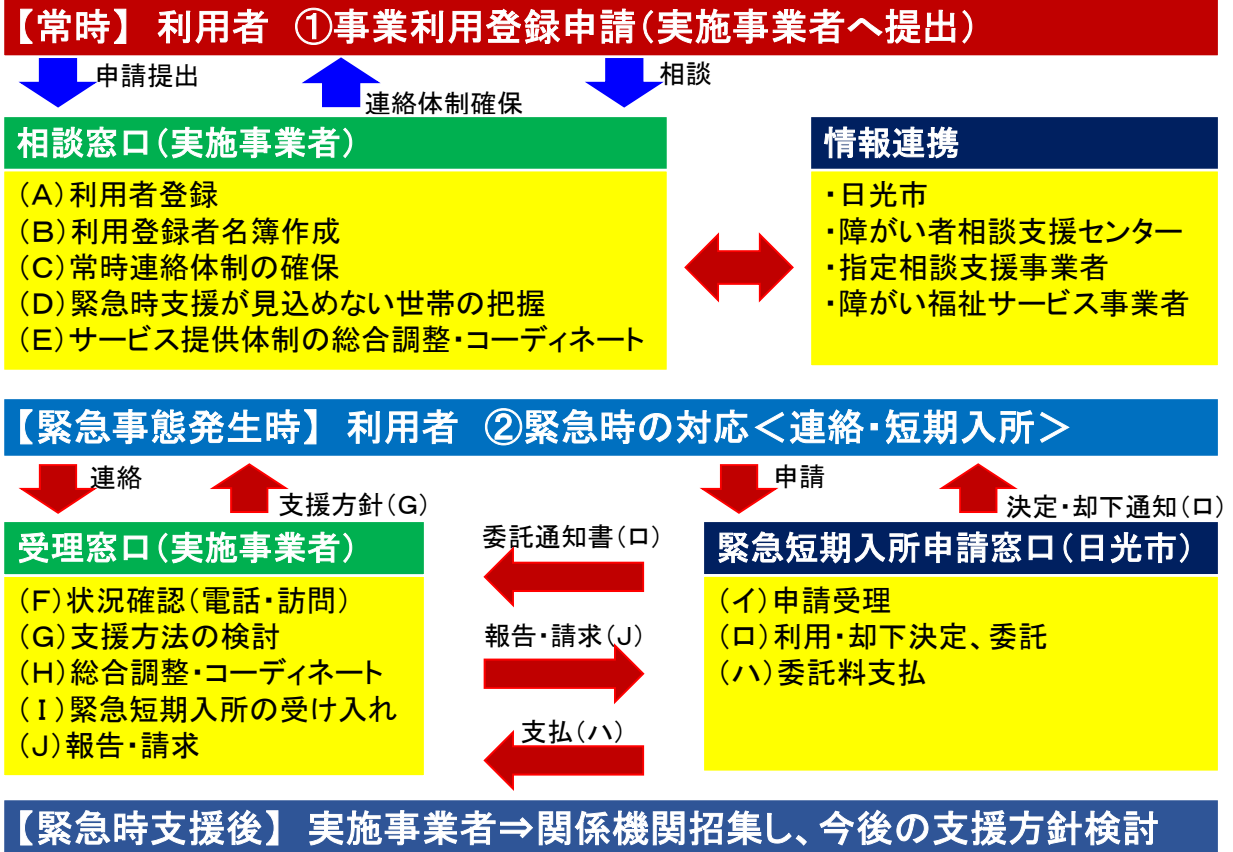 【常時】 利用者 ①事業利用登録申請(実施事業者へ提出)
申請提出
連絡体制確保
相談
相談窓口(実施事業者)
(A)利用者登録
(B)利用登録者名簿作成
(C)常時連絡体制の確保
(D)緊急時支援が見込めない世帯の把握
(E)サービス提供体制の総合調整・コーディネート
情報連携
・日光市
・障がい者相談支援センター
・指定相談支援事業者
・障がい福祉サービス事業者
【緊急事態発生時】 利用者 ②緊急時の対応<連絡・短期入所>
連絡
支援方針(G)
申請
決定・却下通知(ロ)
受理窓口(実施事業者)
(F)状況確認(電話・訪問)
(G)支援方法の検討
(H)総合調整・コーディネート
(I)緊急短期入所の受け入れ
(J)報告・請求
委託通知書(ロ)
報告・請求(J)
支払(ハ)
緊急短期入所申請窓口(日光市)
(イ)申請受理
(ロ)利用・却下決定、委託
(ハ)委託料支払
【緊急時支援後】 実施事業者⇒関係機関招集し、今後の支援方針検討